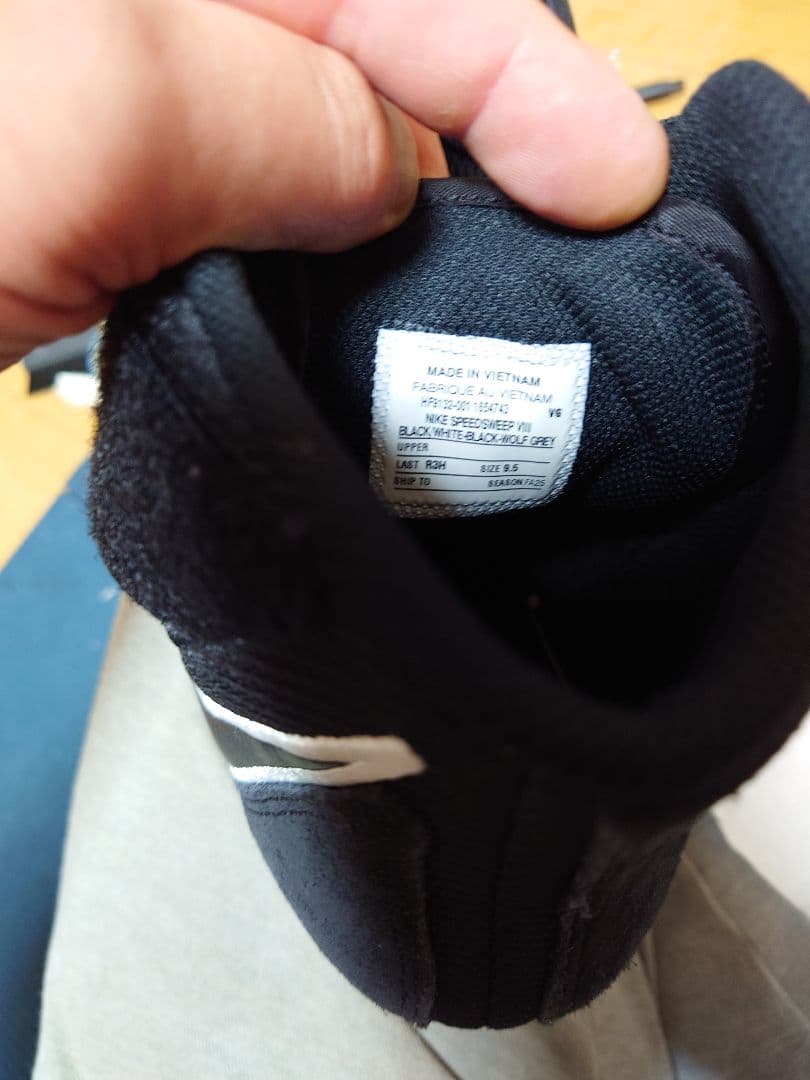 MADE IN VIETNAM
FABRIQUE AU VIETNAM
HF9132-001 1654743 VG
NIKE SPEEDSWEEP VIII
BLACK/WHITE-BLACK-WOLF GREY
UPPER
LAST R3H SIZE 9.5
SHIP TO SEASON FA25